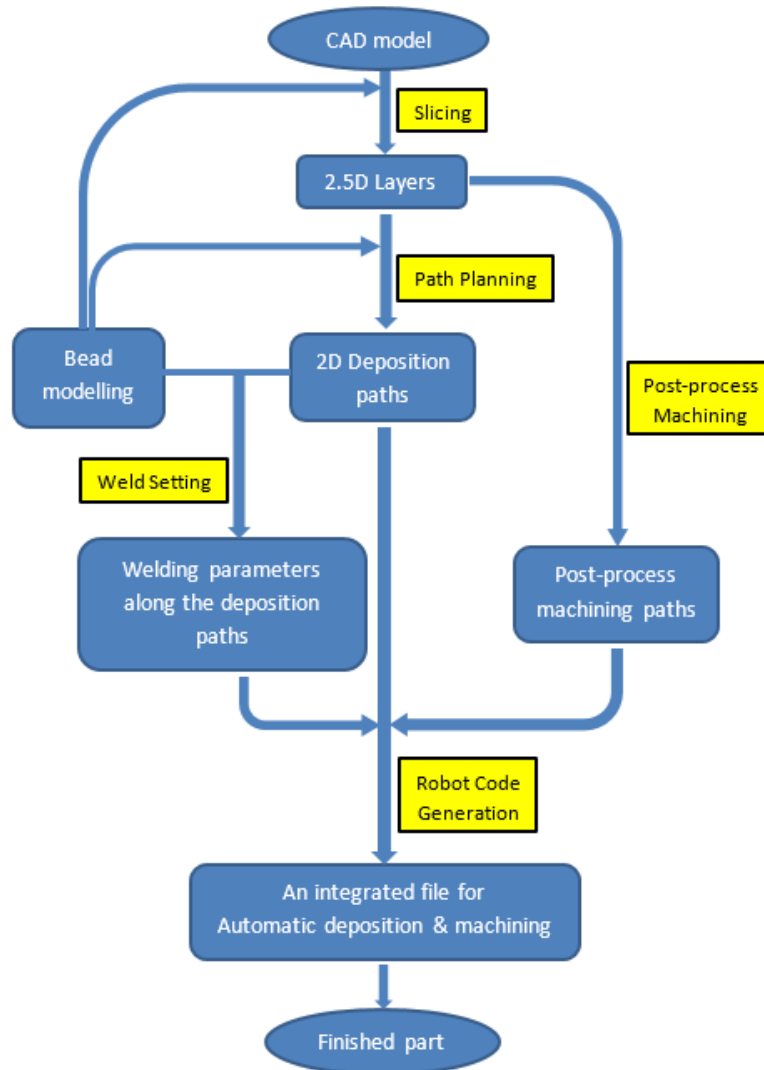 CAD model
Slicing
2.5D Layers
Path Planning
Bead
modelling
2D Deposition
paths
Post-process
Machining
Weld Setting
Welding parameters
along the deposition
paths
Post-process
machining paths
Robot Code
Generation
An integrated file for
Automatic deposition & machining
Finished part